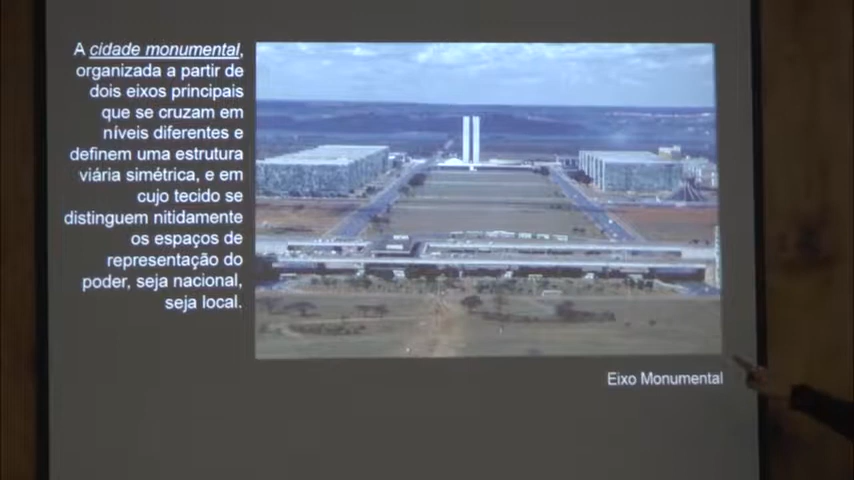 A cidade monumental,
organizada a partir de
dois eixos principais
que se cruzam em
níveis diferentes e
definem uma estrutura
viária simétrica, e em
cujo tecido se
distinguem nitidamente
os espaços de
representação do
poder, seja nacional,
seja local.
Eixo Monumental